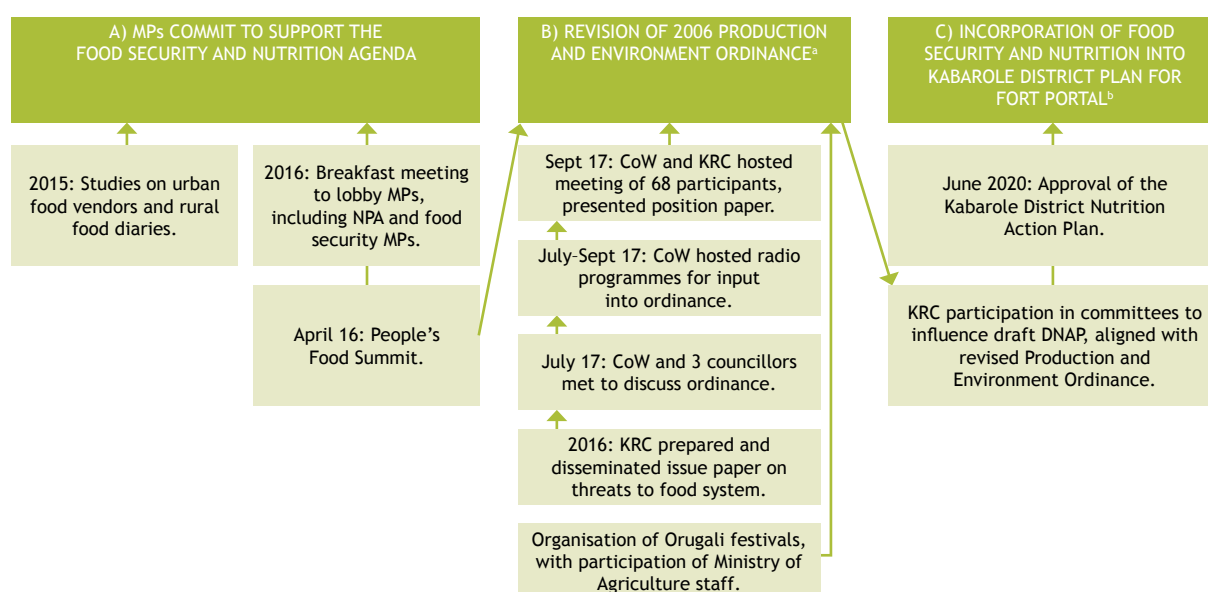 A) MPs COMMIT TO SUPPORT THE
FOOD SECURITY AND NUTRITION AGENDA
2015: Studies on urban
food vendors and rural
food diaries.
2016: Breakfast meeting
to lobby MPs,
including NPA and food
security MPs.
April 16: People’s
Food Summit.
B) REVISION OF 2006 PRODUCTION
AND ENVIRONMENT ORDINANCEᵃ
Sept 17: CoW and KRC hosted
meeting of 68 participants,
presented position paper.
July–Sept 17: CoW hosted radio
programmes for input
into ordinance.
July 17: CoW and 3 councillors
met to discuss ordinance.
2016: KRC prepared and
disseminated issue paper on
threats to food system.
Organisation of Orugali festivals,
with participation of Ministry of
Agriculture staff.
C) INCORPORATION OF FOOD
SECURITY AND NUTRITION INTO
KABAROLE DISTRICT PLAN FOR
FORT PORTALᵇ
June 2020: Approval of the
Kabarole District Nutrition
Action Plan.
KRC participation in committees to
influence draft DNAP, aligned with
revised Production and
Environment Ordinance.